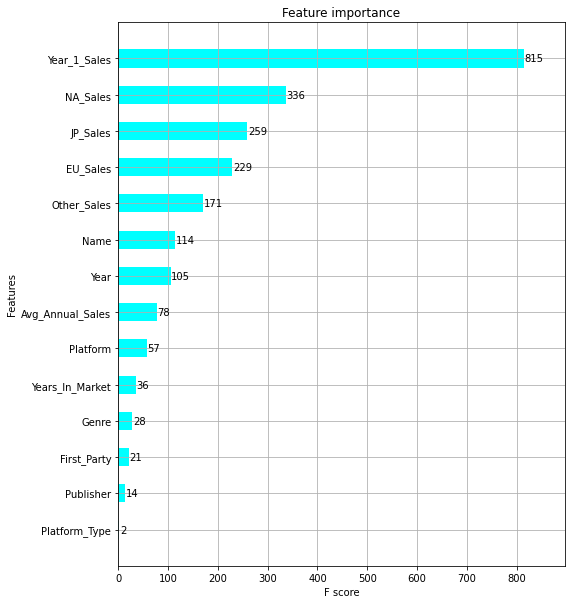 Feature importance
Year_1_Sales 815
NA_Sales 336
JP_Sales 259
EU_Sales 229
Other_Sales 171
Name 114
Year 105
Avg_Annual_Sales 78
Platform 57
Years_In_Market 36
Genre 28
First_Party 21
Publisher 14
Platform_Type 2
Features
0 100 200 300 400 500 600 700 800
F score